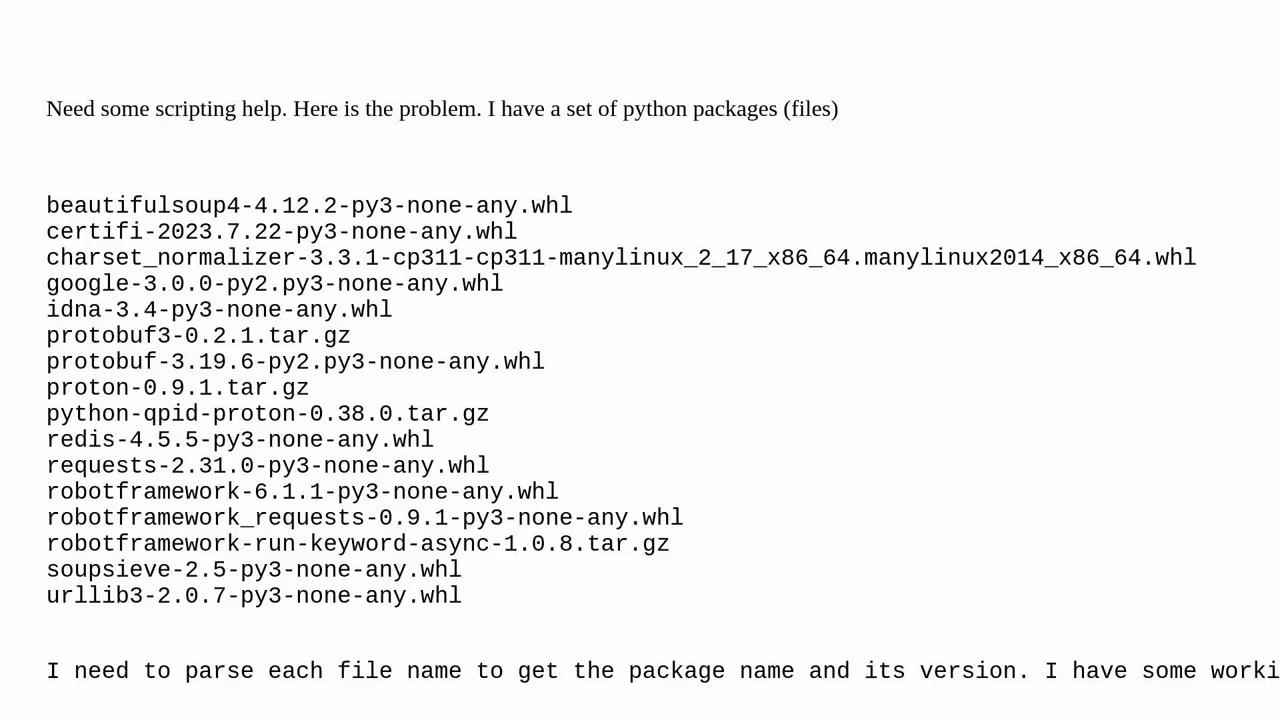 Need some scripting help. Here is the problem. I have a set of python packages (files)
beautifulsoup4-4.12.2-py3-none-any.whl
certifi-2023.7.22-py3-none-any.whl
charset_normalizer-3.3.1-cp311-cp311-manylinux_2_17_x86_64.manylinux2014_x86_64.whl
google-3.0.0-py2.py3-none-any.whl
idna-3.4-py3-none-any.whl
protobuf3-0.2.1.tar.gz
protobuf-3.19.6-py2.py3-none-any.whl
proton-0.9.1.tar.gz
python-qpid-proton-0.38.0.tar.gz
redis-4.5.5-py3-none-any.whl
requests-2.31.0-py3-none-any.whl
robotframework-6.1.1-py3-none-any.whl
robotframework_requests-0.9.1-py3-none-any.whl
robotframework-run-keyword-async-1.0.8.tar.gz
soupsieve-2.5-py3-none-any.whl
urllib3-2.0.7-py3-none-any.whl
I need to parse each file name to get the package name and its version. I have some worki